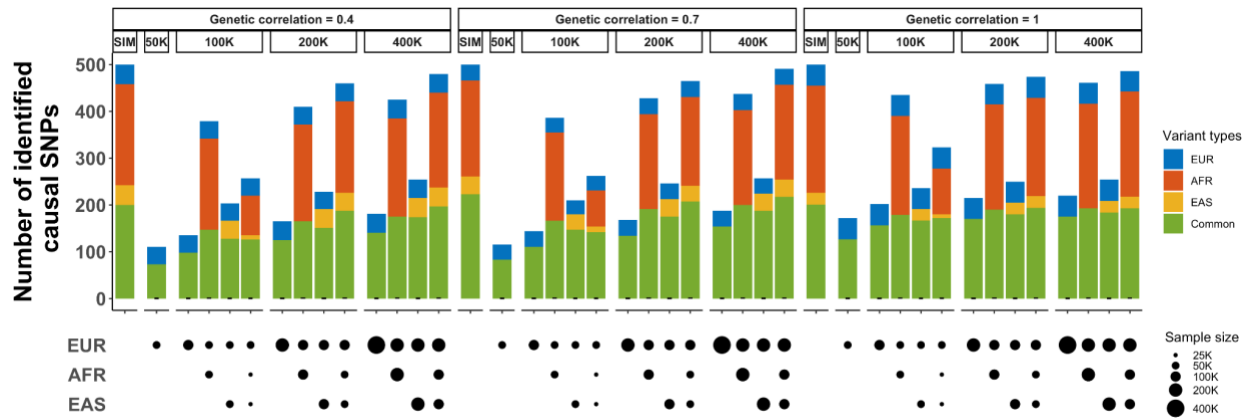 Genetic correlation = 0.4 Genetic correlation = 0.7 Genetic correlation = 1
SIM 50K 100K 200K 400K SIM 50K 100K 200K 400K SIM 50K 100K 200K 400K
Number of identified
causal SNPs
500
400
300
200
100
0
EUR
AFR
EAS
Variant types
EUR
AFR
EAS
Common
Sample size
25K
50K
100K
200K
400K